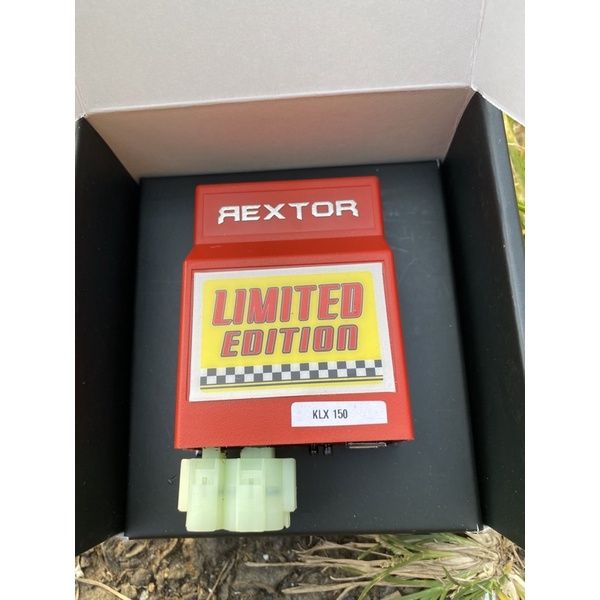 REXTOR
LIMITED
EDITION
KLX 150